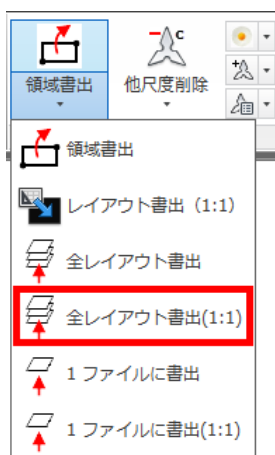 領域書出
他尺度削除
領域書出
レイアウト書出（1:1）
全レイアウト書出
全レイアウト書出(1:1)
1 ファイルに書出
1 ファイルに書出(1:1)